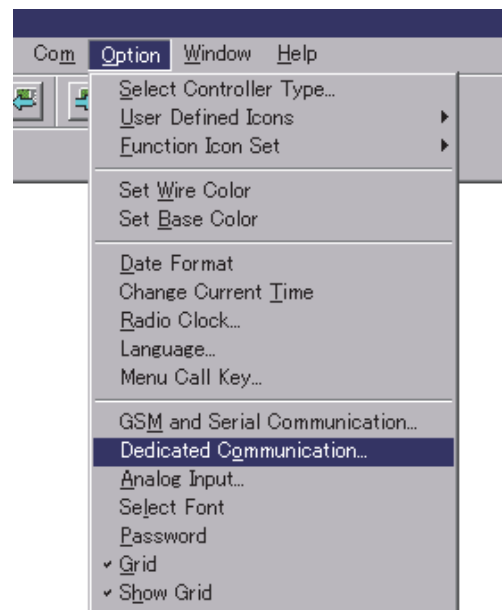 Com Option Window Help
Select Controller Type...
User Defined Icons
Function Icon Set
Set Wire Color
Set Base Color
Date Format
Change Current Time
Radio Clock...
Language...
Menu Call Key...
GSM and Serial Communication...
Dedicated Communication...
Analog Input...
Select Font
Password
Grid
Show Grid